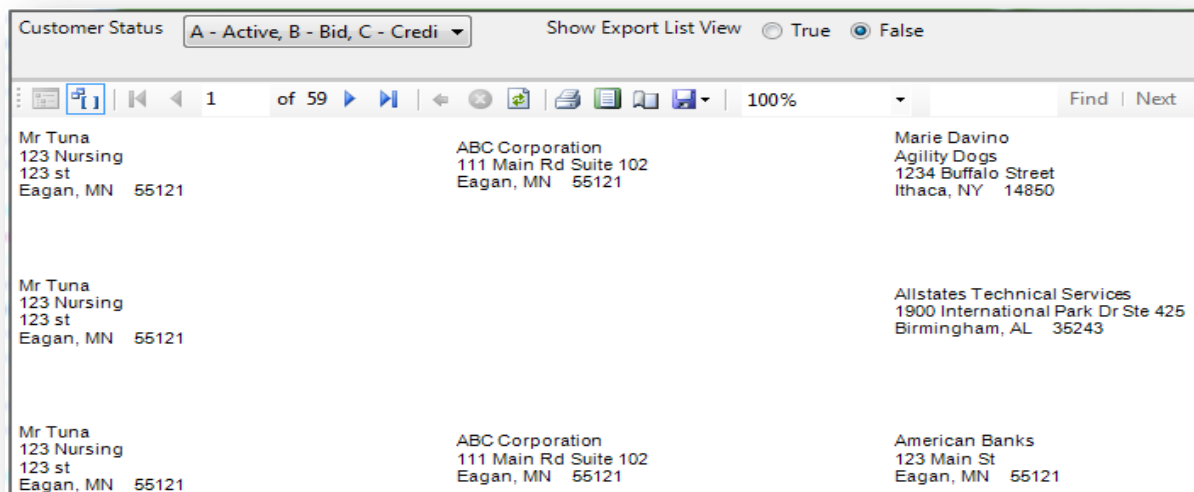 Customer Status A - Active, B - Bid, C - Credi Show Export List View True False
1 of 59 100% Find | Next
Mr Tuna
123 Nursing
123 st
Eagan, MN 55121
ABC Corporation
111 Main Rd Suite 102
Eagan, MN 55121
Marie Davino
Agility Dogs
1234 Buffalo Street
Ithaca, NY 14850
Mr Tuna
123 Nursing
123 st
Eagan, MN 55121
Allstates Technical Services
1900 International Park Dr Ste 425
Birmingham, AL 35243
Mr Tuna
123 Nursing
123 st
Eagan, MN 55121
ABC Corporation
111 Main Rd Suite 102
Eagan, MN 55121
American Banks
123 Main St
Eagan, MN 55121